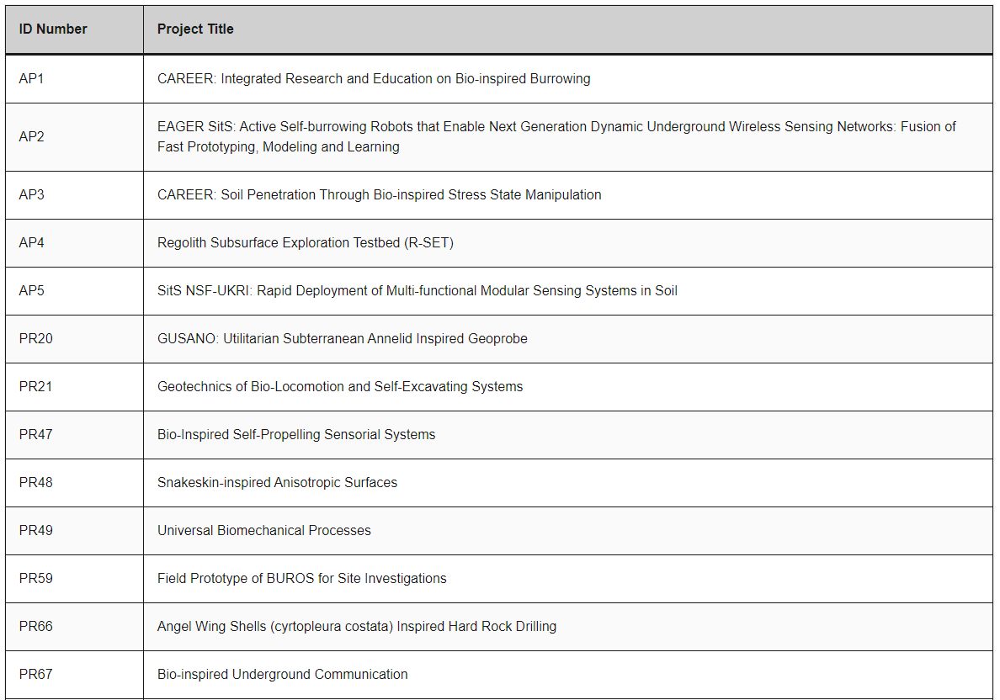 ID Number Project Title
AP1 CAREER: Integrated Research and Education on Bio-inspired Burrowing
AP2 EAGER SitS: Active Self-burrowing Robots that Enable Next Generation Dynamic Underground Wireless Sensing Networks: Fusion of
Fast Prototyping, Modeling and Learning
AP3 CAREER: Soil Penetration Through Bio-inspired Stress State Manipulation
AP4 Regolith Subsurface Exploration Testbed (R-SET)
AP5 SitS NSF-UKRI: Rapid Deployment of Multi-functional Modular Sensing Systems in Soil
PR20 GUSANO: Utilitarian Subterranean Annelid Inspired Geoprobe
PR21 Geotechnics of Bio-Locomotion and Self-Excavating Systems
PR47 Bio-Inspired Self-Propelling Sensorial Systems
PR48 Snakeskin-inspired Anisotropic Surfaces
PR49 Universal Biomechanical Processes
PR59 Field Prototype of BUROS for Site Investigations
PR66 Angel Wing Shells (cyrtopleura costata) Inspired Hard Rock Drilling
PR67 Bio-inspired Underground Communication